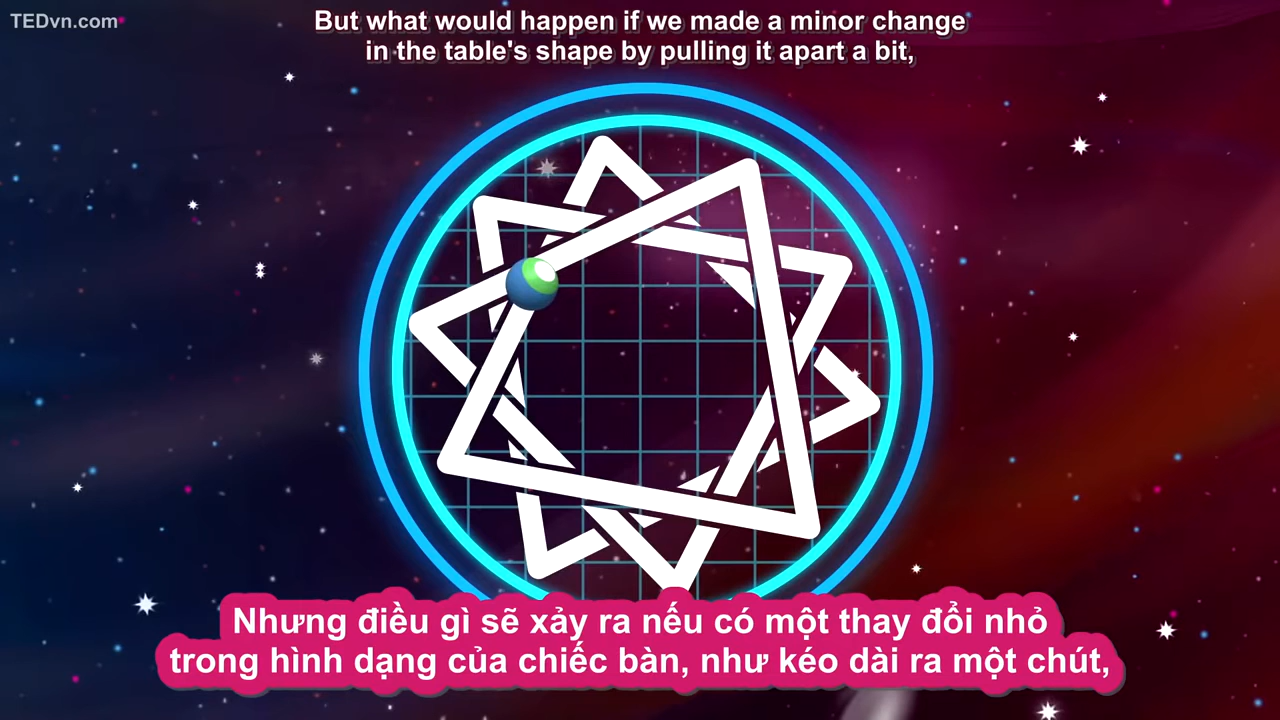 TEDvn.com
But what would happen if we made a minor change
in the table's shape by pulling it apart a bit,
Nhưng điều gì sẽ xảy ra nếu có một thay đổi nhỏ
trong hình dạng của chiếc bàn, như kéo dài ra một chút,